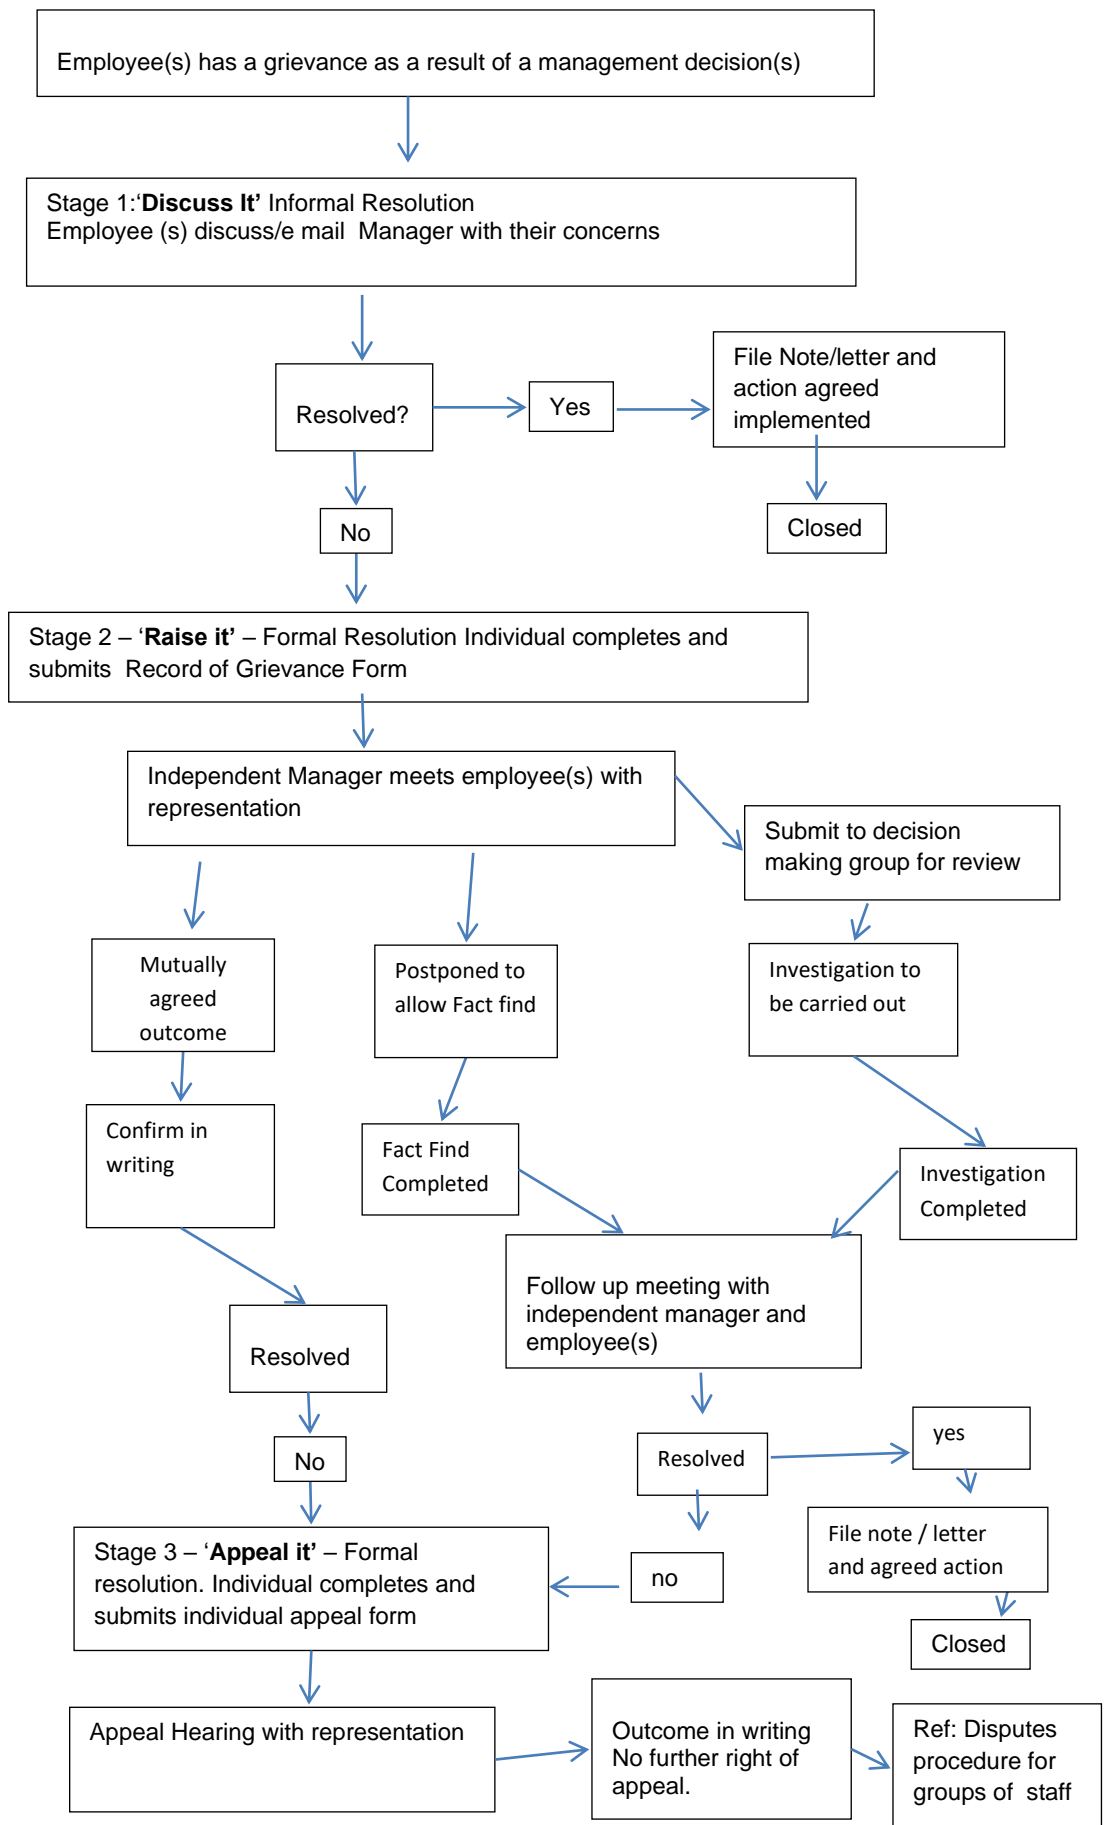 Employee(s) has a grievance as a result of a management decision(s)
Stage 1:‘Discuss It’ Informal Resolution
Employee (s) discuss/e mail  Manager with their concerns
Resolved?
Yes
File Note/letter and
action agreed
implemented
No
Closed
Stage 2 – ‘Raise it’ – Formal Resolution Individual completes and
submits  Record of Grievance Form
Independent Manager meets employee(s) with
representation
Submit to decision
making group for review
Mutually
agreed
outcome
Postponed to
allow Fact find
Investigation to
be carried out
Confirm in
writing
Fact Find
Completed
Investigation
Completed
Follow up meeting with
independent manager and
employee(s)
Resolved
No
Resolved
yes
File note / letter
and agreed action
no
Closed
Stage 3 – ‘Appeal it’ – Formal
resolution. Individual completes and
submits individual appeal form
Appeal Hearing with representation
Outcome in writing
No further right of
appeal.
Ref: Disputes
procedure for
groups of  staff